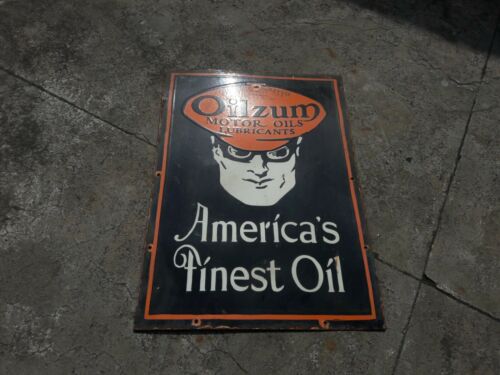 Oilzum
MOTOR OILS
LUBRICANTS
America's
Finest Oil